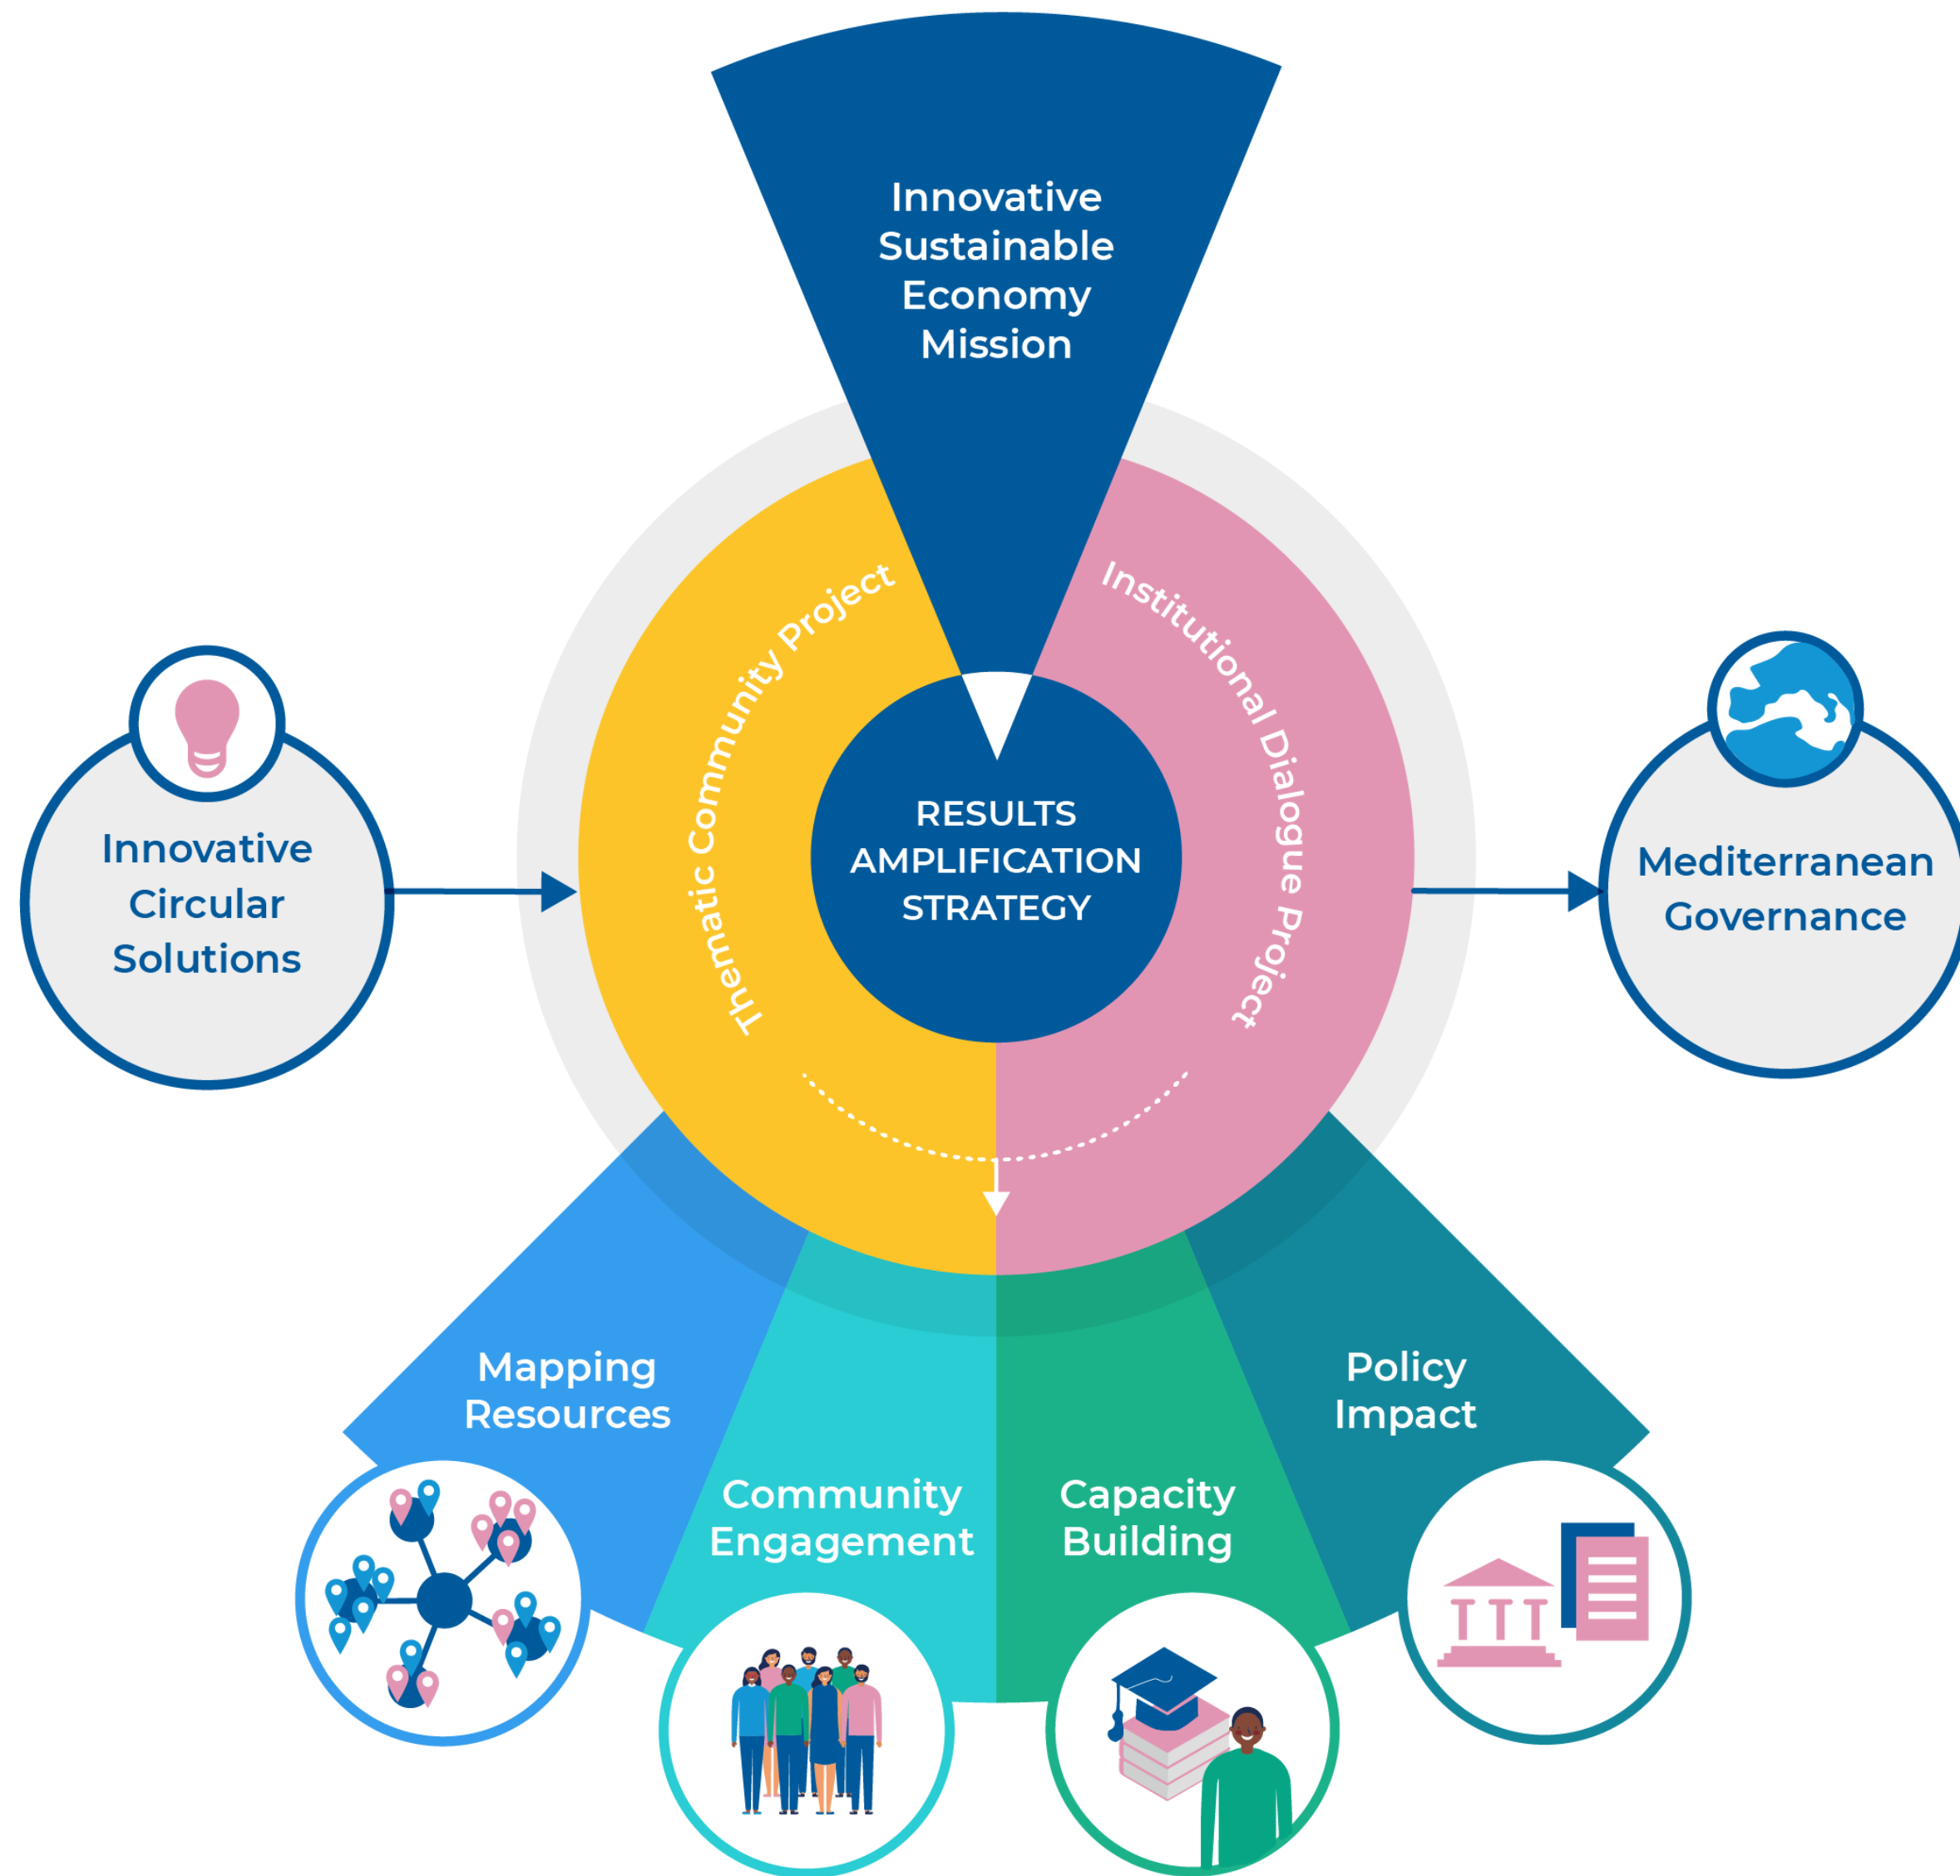 Innovative
Sustainable
Economy
Mission
Thematic Community Project
Institutional Dialogue Project
RESULTS
AMPLIFICATION
STRATEGY
Innovative
Circular
Solutions
Mediterranean
Governance
Mapping
Resources
Community
Engagement
Capacity
Building
Policy
Impact